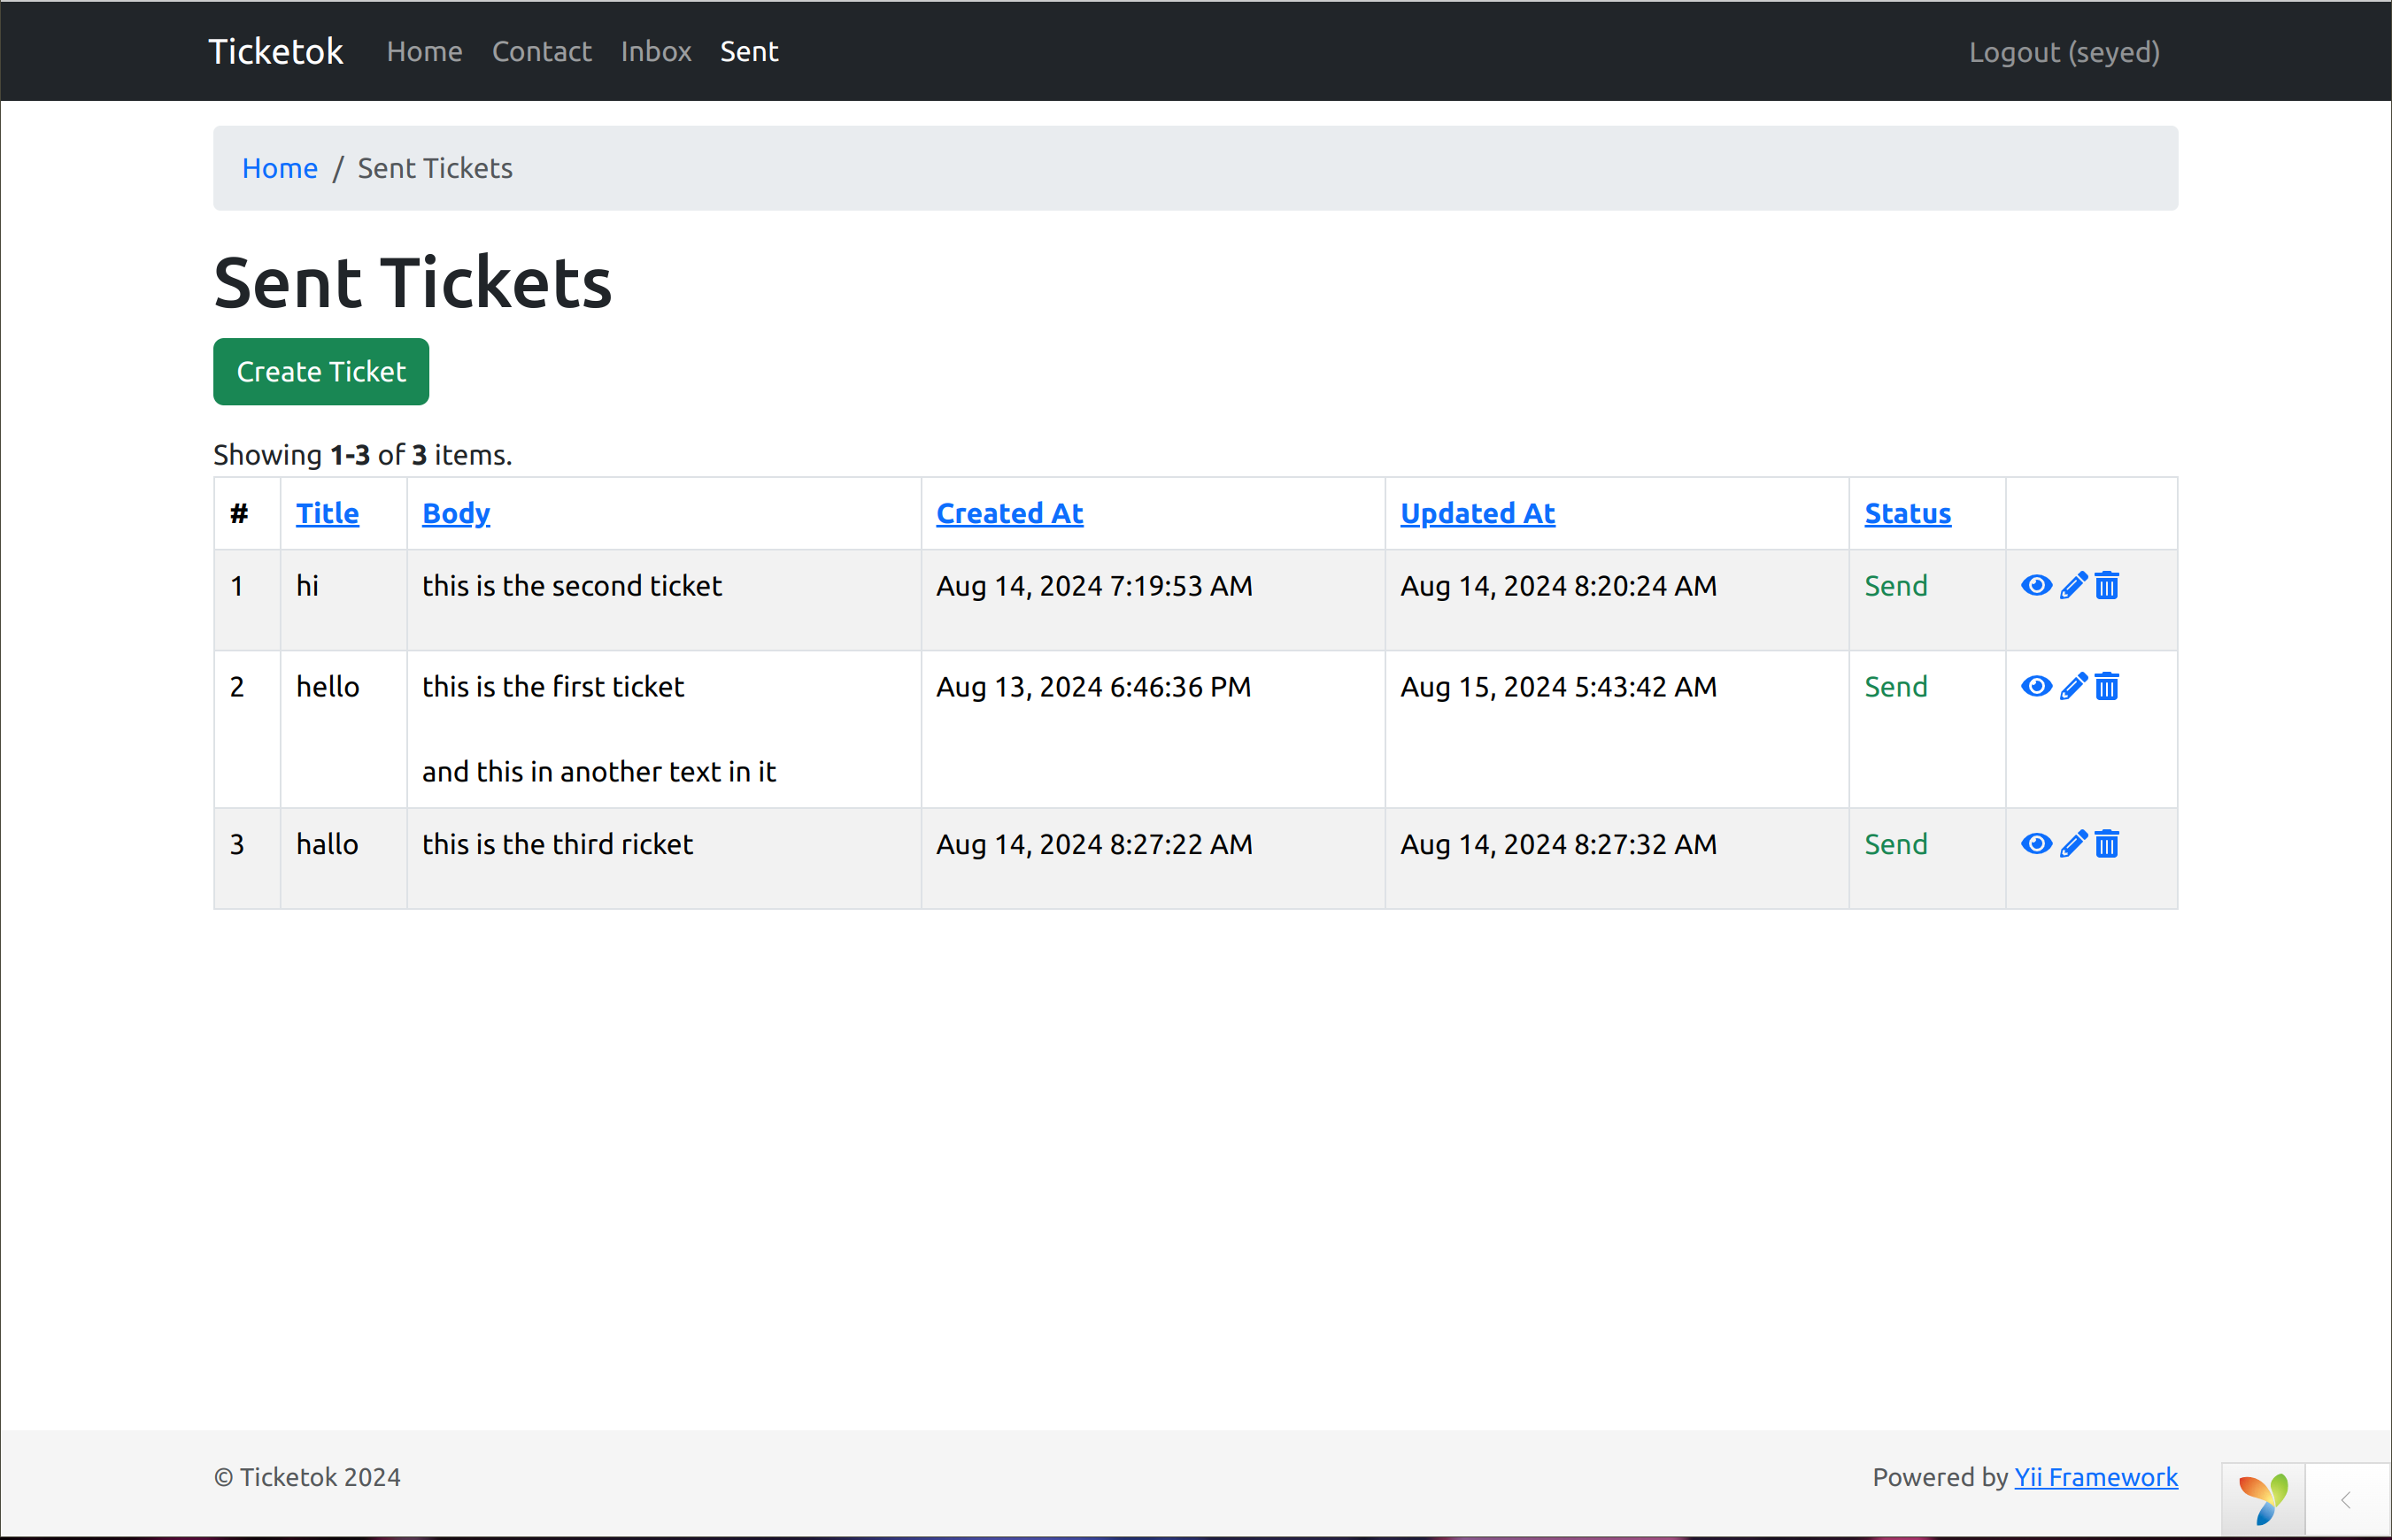 Ticketok Home Contact Inbox Sent Logout (seyed)
Home / Sent Tickets
Sent Tickets
Create Ticket
Showing 1-3 of 3 items.
# Title Body Created At Updated At Status
1 hi this is the second ticket Aug 14, 2024 7:19:53 AM Aug 14, 2024 8:20:24 AM Send
2 hello this is the first ticket Aug 13, 2024 6:46:36 PM Aug 15, 2024 5:43:42 AM Send
and this in another text in it
3 hallo this is the third ricket Aug 14, 2024 8:27:22 AM Aug 14, 2024 8:27:32 AM Send
© Ticketok 2024 Powered by Yii Framework